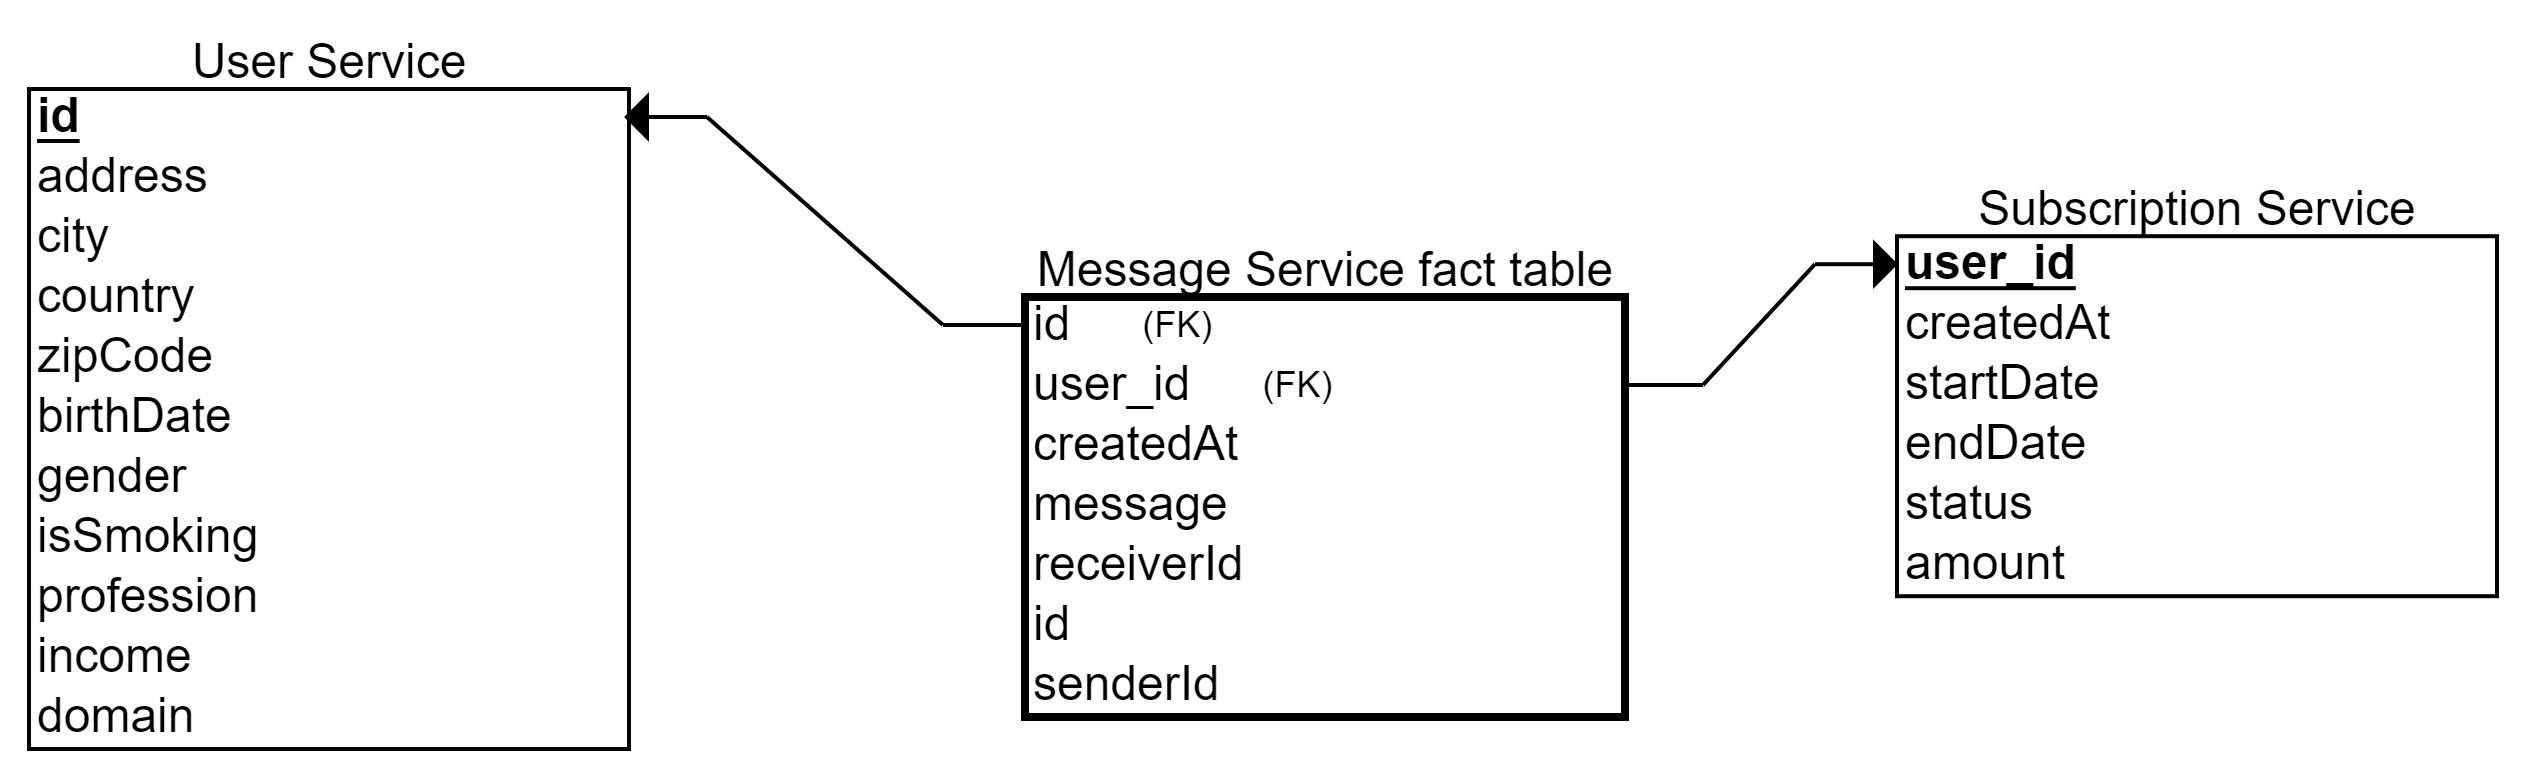 User Service
id
address
city
country
zipCode
birthDate
gender
isSmoking
profession
income
domain
Message Service fact table
id (FK)
user_id (FK)
createdAt
message
receiverId
id
senderId
Subscription Service
user_id
createdAt
startDate
endDate
status
amount